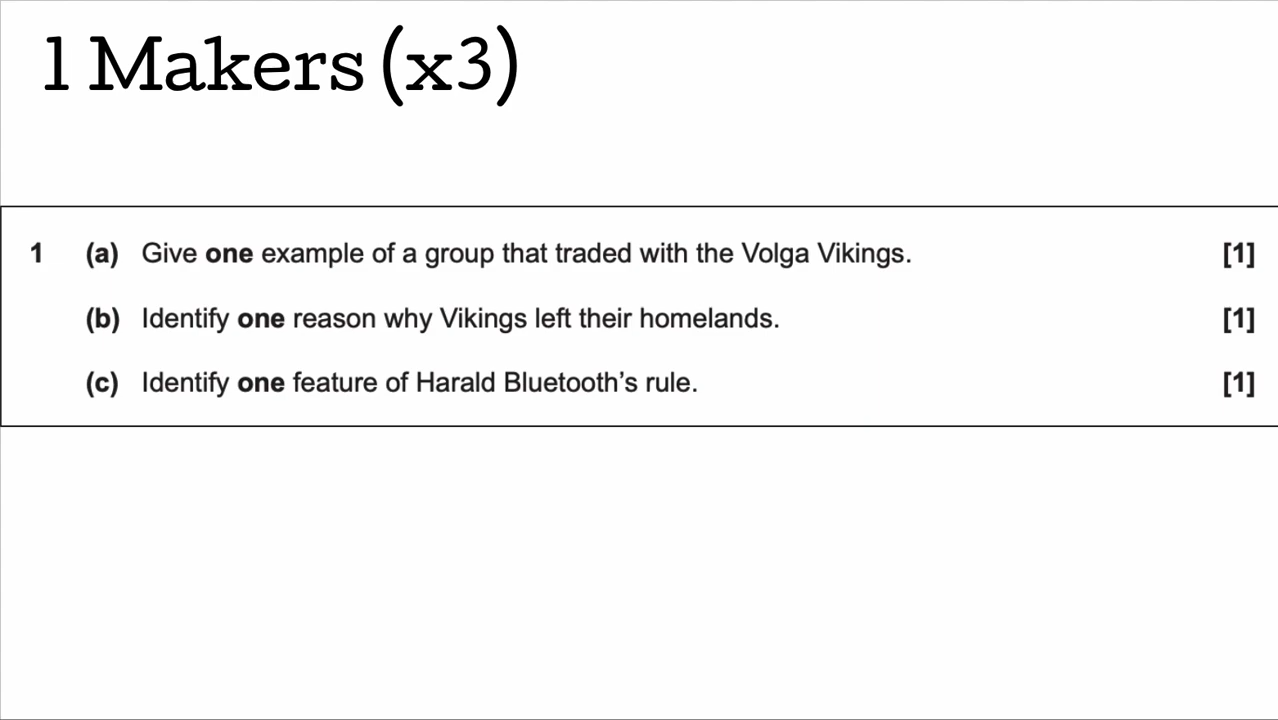 1 Makers (x3)
1 (a) Give one example of a group that traded with the Volga Vikings. [1]
(b) Identify one reason why Vikings left their homelands. [1]
(c) Identify one feature of Harald Bluetooth’s rule. [1]